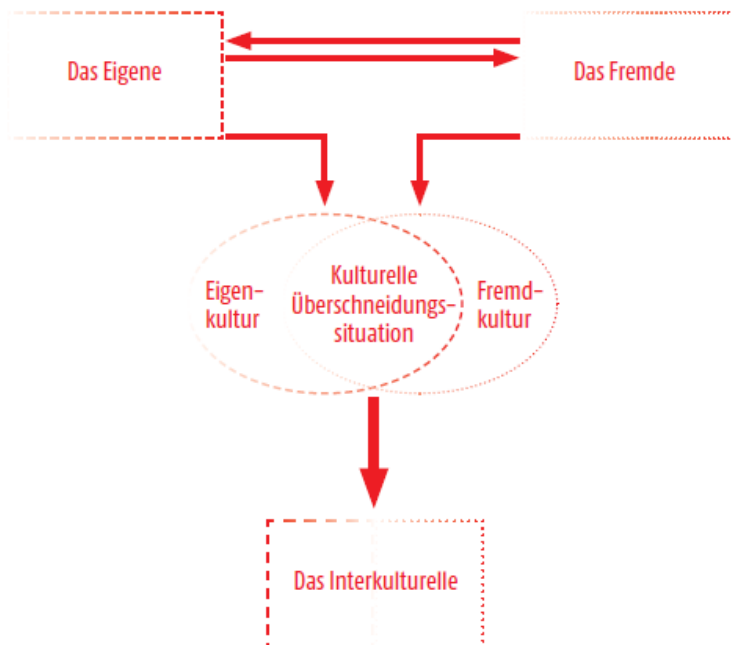 Das Eigene
Das Fremde
Eigen-
kultur
Kulturelle
Überschneidungs-
situation
Fremd-
kultur
Das Interkulturelle